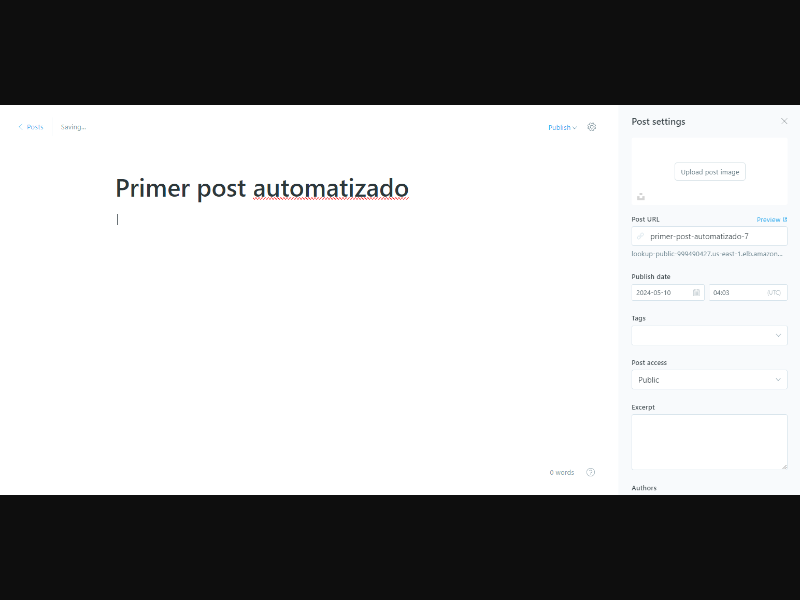 Posts
Saving...
Publish
Primer post automatizado
0 words
Post settings
Upload post image
Post URL
Preview
primer-post-automatizado-7
lookup-public-999490427.us-east-1.elb.amazon...
Publish date
2024-05-10
04:03
(UTC)
Tags
Post access
Public
Excerpt
Authors